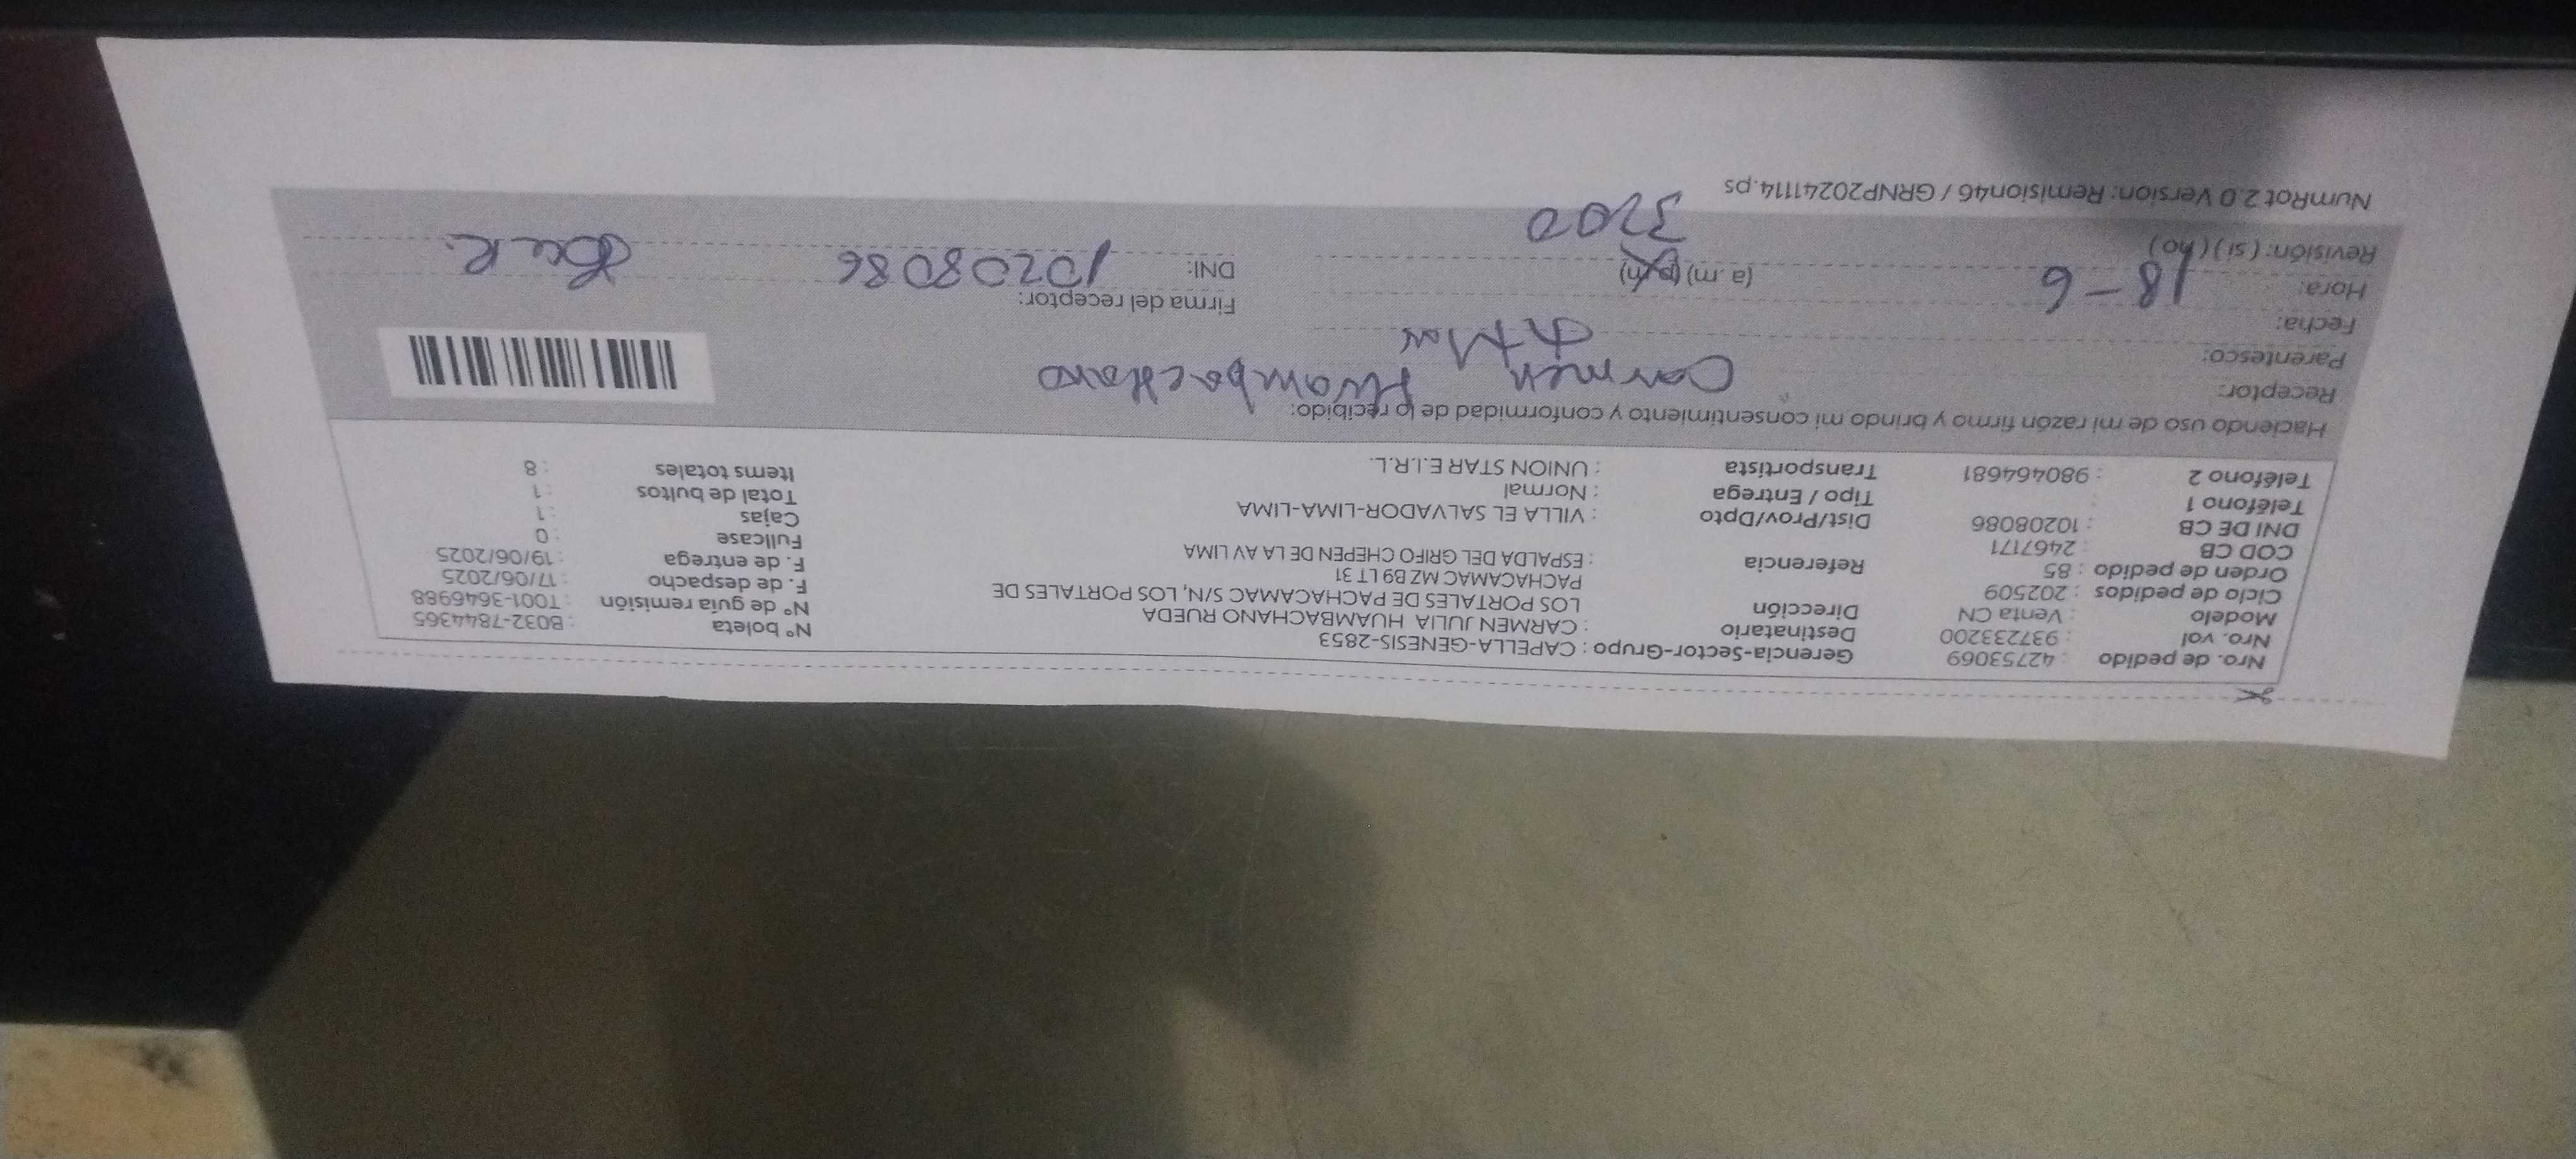 Nro. de pedido : 42753069 Gerencia-Sector-Grupo : CAPELLA-GENESIS-2853
Nro. val : 937233200 Destinatario : CARMEN JULIA HUAMBACHANO RUEDA Nº boleta : B032-7844365
Modelo : Venta CN Dirección LOS PORTALES DE PACHACAMAC S/N, LOS PORTALES DE Nº de guía remisión : T001-3646988
Ciclo de pedidos : 202509 PACHACAMAC MZ B9 LT 31 F. de despacho : 17/06/2025
Orden de pedido : 85 Referencia : ESPALDA DEL GRIFO CHEPEN DE LA AV LIMA F. de entrega : 19/06/2025
COD CB : 2467171 Fullcase : 0
DNI DE CB : 10208086 Dist/Prov/Dpto : VILLA EL SALVADOR-LIMA-LIMA Cajas : 1
Teléfono 1 : Tipo / Entrega : Normal Total de bultos : 1
Teléfono 2 : 980464681 Transportista : UNION STAR E.I.R.L. Items totales : 8
Haciendo uso de mi razón firmo y brindo mi consentimiento y conformidad de lo recibido:
Receptor: Carmen Huambachano
Parentesco:
Fecha: 18-6 Firma del receptor:
Hora: (a.m) (p.m) DNI: 10208086
Revisión: (si) (no)
NumRot 2.0 Version: Remision46 / GRNP20241114.ps